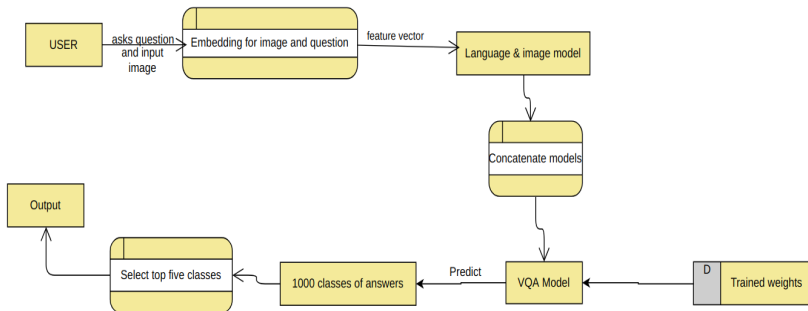 USER
asks question
and input
image
Embedding for image and question
feature vector
Language & image model
Concatenate models
Output
Select top five classes
1000 classes of answers
Predict
VQA Model
D
Trained weights